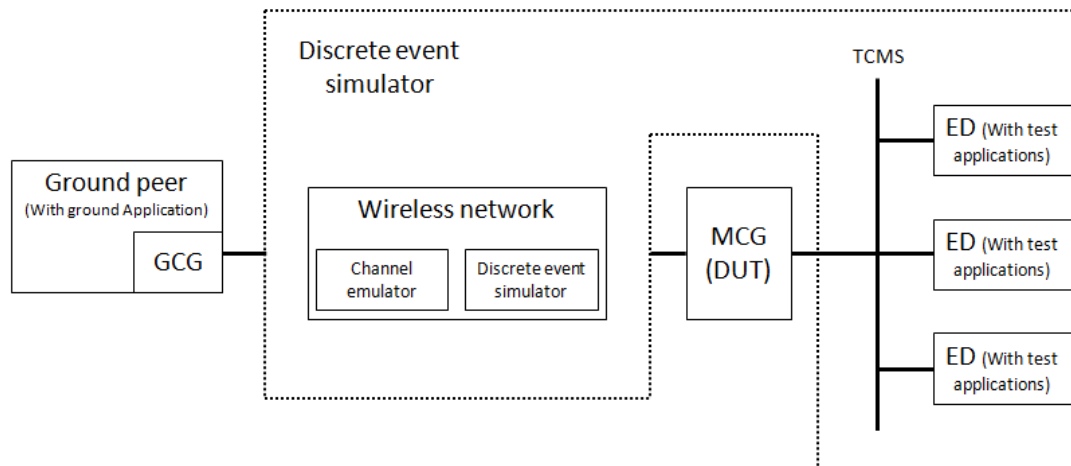 Discrete event
simulator
TCMS
Ground peer
(With ground Application)
GCG
Wireless network
Channel
emulator
Discrete event
simulator
MCG
(DUT)
ED (With test
applications)
ED (With test
applications)
ED (With test
applications)